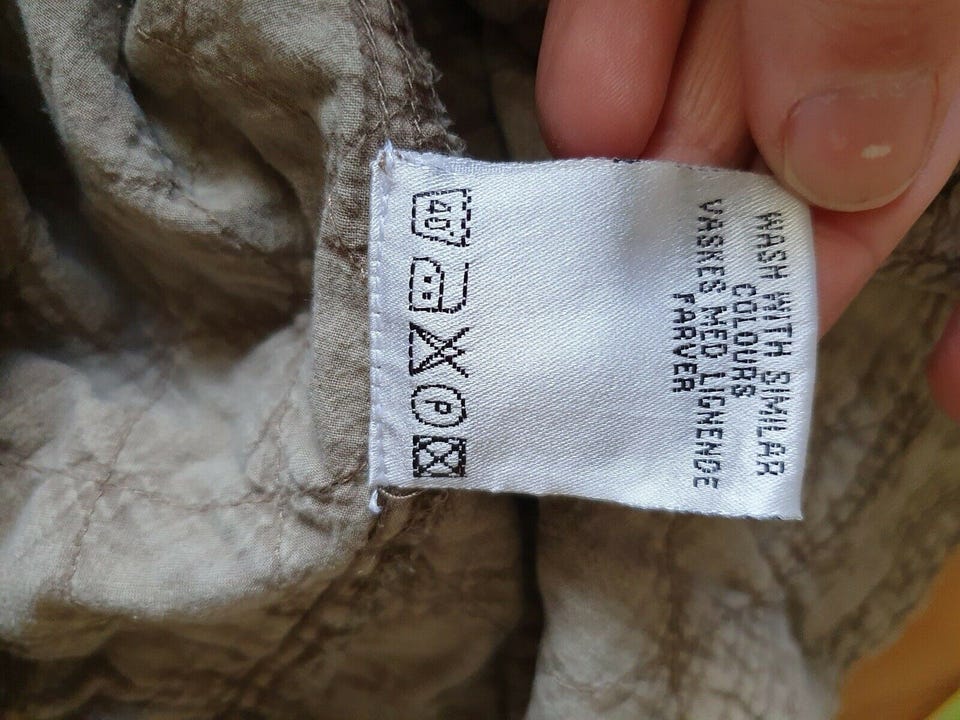 40
P
WASH WITH SIMILAR
COLOURS
VASKES MED LIGNENDE
FARVER